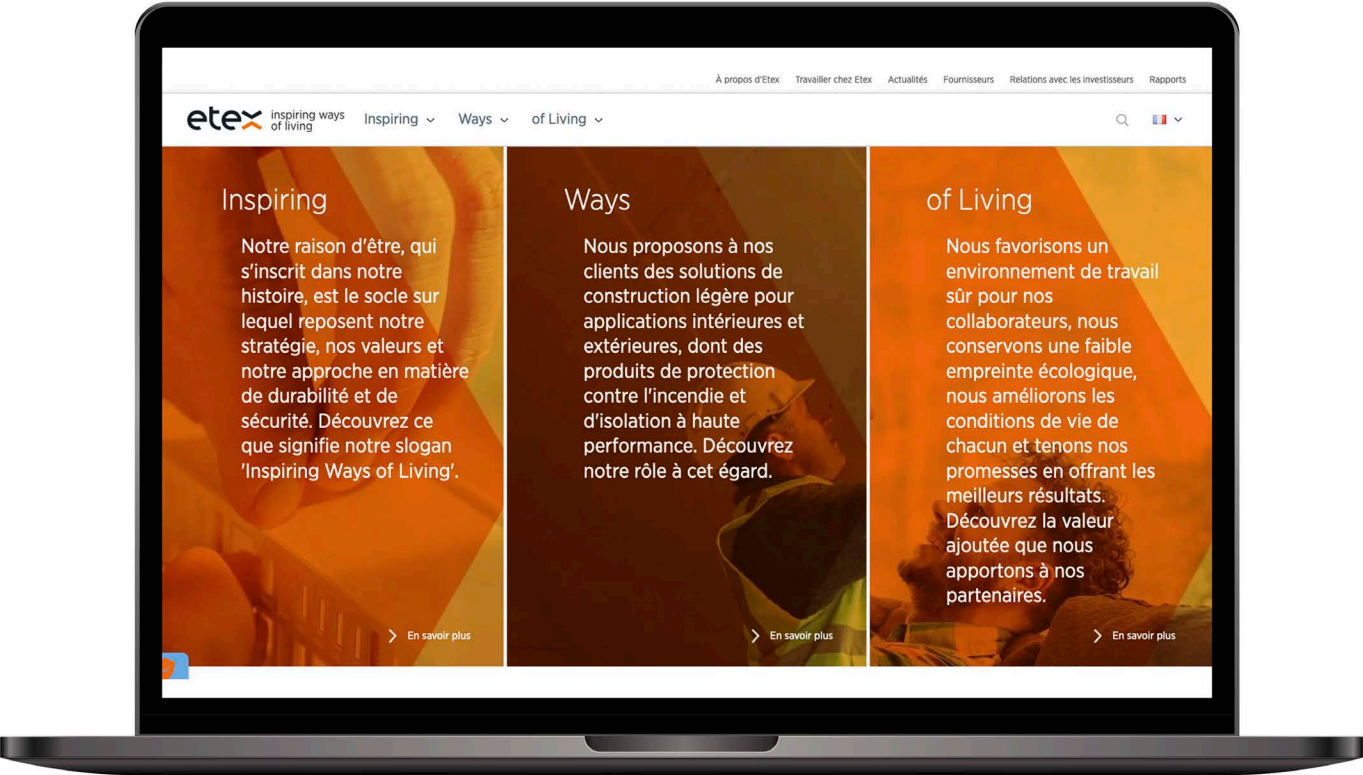 À propos d'Etex Travailler chez Etex Actualités Fournisseurs Relations avec les investisseurs Rapports
etex inspiring ways of living Inspiring Ways of Living
Inspiring
Notre raison d'être, qui
s'inscrit dans notre
histoire, est le socle sur
lequel reposent notre
stratégie, nos valeurs et
notre approche en matière
de durabilité et de
sécurité. Découvrez ce
que signifie notre slogan
'Inspiring Ways of Living'.
En savoir plus
Ways
Nous proposons à nos
clients des solutions de
construction légère pour
applications intérieures et
extérieures, dont des
produits de protection
contre l'incendie et
d'isolation à haute
performance. Découvrez
notre rôle à cet égard.
En savoir plus
of Living
Nous favorisons un
environnement de travail
sûr pour nos
collaborateurs, nous
conservons une faible
empreinte écologique,
nous améliorons les
conditions de vie de
chacun et tenons nos
promesses en offrant les
meilleurs résultats.
Découvrez la valeur
ajoutée que nous
apportons à nos
partenaires.
En savoir plus